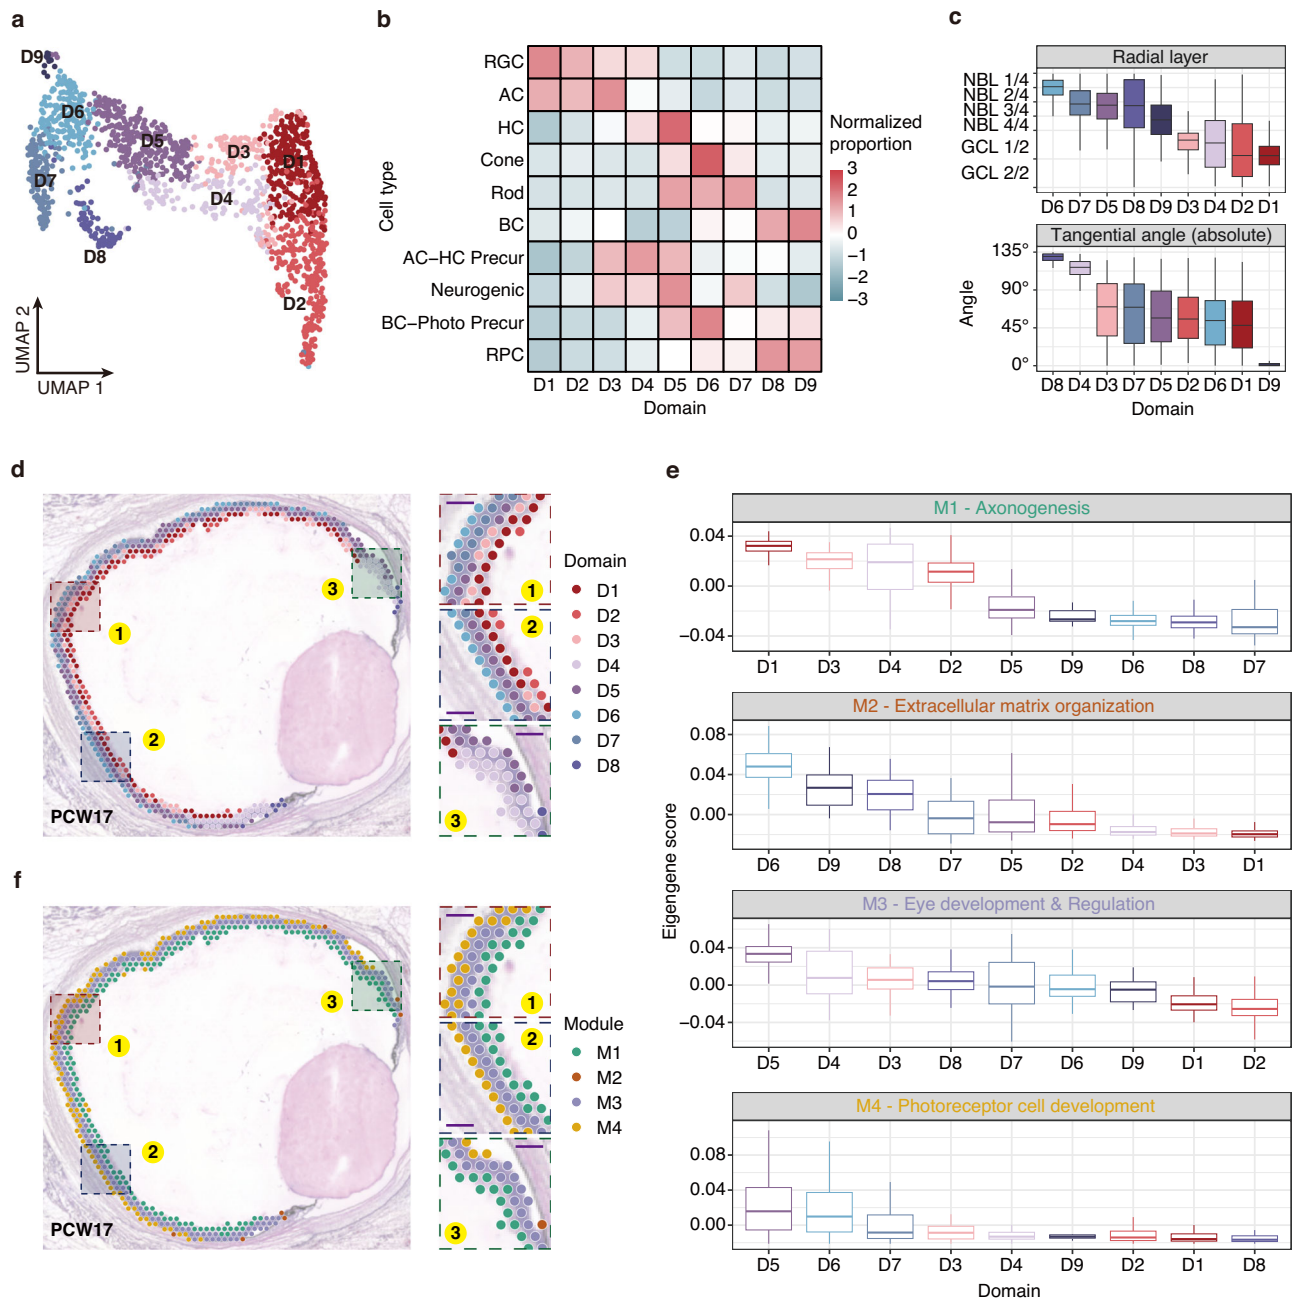 a
D9
D6
D5
D7
D3
D1
D4
D8
D2
UMAP 2
UMAP 1
b
Cell type
RGC
AC
HC
Cone
Rod
BC
AC−HC Precur
Neurogenic
BC−Photo Precur
RPC
D1 D2 D3 D4 D5 D6 D7 D8 D9
Domain
Normalized
proportion
3
2
1
0
−1
−2
−3
c
Radial layer
NBL 1/4
NBL 2/4
NBL 3/4
NBL 4/4
GCL 1/2
GCL 2/2
D6 D7 D5 D8 D9 D3 D4 D2 D1
Tangential angle (absolute)
Angle
135°
90°
45°
0°
D8 D4 D3 D7 D5 D2 D6 D1 D9
Domain
d
3
1
2
PCW17
1
2
3
Domain
D1
D2
D3
D4
D5
D6
D7
D8
e
Eigengene score
M1 - Axonogenesis
0.04
0.00
−0.04
D1 D3 D4 D2 D5 D9 D6 D8 D7
M2 - Extracellular matrix organization
0.08
0.04
0.00
D6 D9 D8 D7 D5 D2 D4 D3 D1
M3 - Eye development & Regulation
0.04
0.00
−0.04
D5 D4 D3 D8 D7 D6 D9 D1 D2
M4 - Photoreceptor cell development
0.08
0.04
0.00
D5 D6 D7 D3 D4 D9 D2 D1 D8
Domain
f
3
1
2
PCW17
1
2
3
Module
M1
M2
M3
M4